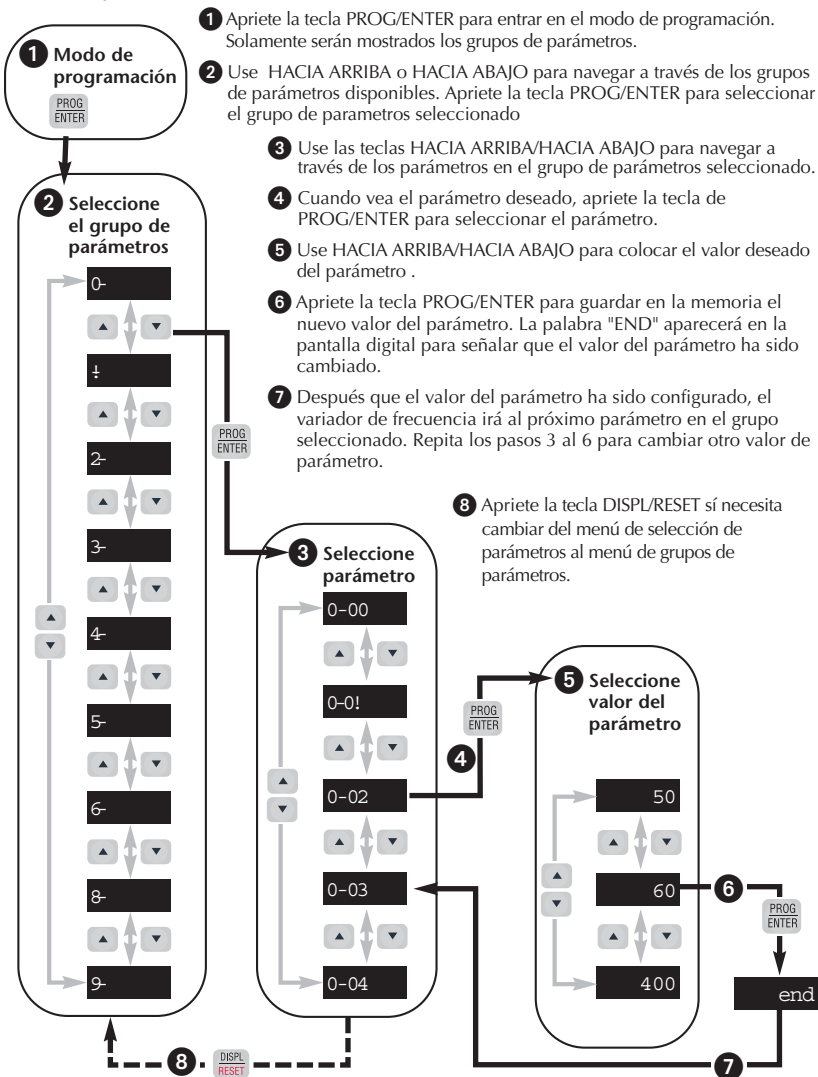 1 Apriete la tecla PROG/ENTER para entrar en el modo de programación.
Solamente serán mostrados los grupos de parámetros.
2 Use HACIA ARRIBA o HACIA ABAJO para navegar a través de los grupos
de parámetros disponibles. Apriete la tecla PROG/ENTER para seleccionar
el grupo de parametros seleccionado
3 Use las teclas HACIA ARRIBA/HACIA ABAJO para navegar a
través de los parámetros en el grupo de parámetros seleccionado.
4 Cuando vea el parámetro deseado, apriete la tecla de
PROG/ENTER para seleccionar el parámetro.
5 Use HACIA ARRIBA/HACIA ABAJO para colocar el valor deseado
del parámetro .
6 Apriete la tecla PROG/ENTER para guardar en la memoria el
nuevo valor del parámetro. La palabra "END" aparecerá en la
pantalla digital para señalar que el valor del parámetro ha sido
cambiado.
7 Después que el valor del parámetro ha sido configurado, el
variador de frecuencia irá al próximo parámetro en el grupo
seleccionado. Repita los pasos 3 al 6 para cambiar otro valor de
parámetro.
8 Apriete la tecla DISPL/RESET sí necesita
cambiar del menú de selección de
parámetros al menú de grupos de
parámetros.
1 Modo de
programación
PROG
ENTER
2 Seleccione
el grupo de
parámetros
0-
!-
2-
3-
4-
5-
6-
8-
9-
PROG
ENTER
3 Seleccione
parámetro
0-00
0-0!
0-02
0-03
0-04
PROG
ENTER
4
5 Seleccione
valor del
parámetro
50
60
400
6
PROG
ENTER
end
7
8
DISPL
RESET